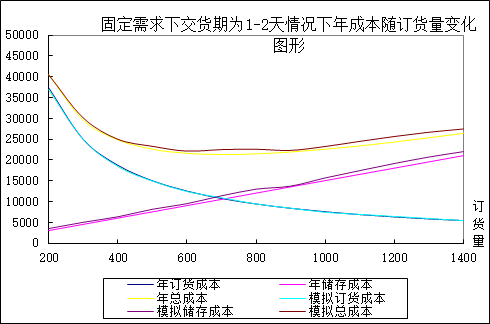 固定需求下交货期为1-2天情况下年成本随订货量变化
图形
50000
45000
40000
35000
30000
25000
20000
15000
10000
5000
0
200 400 600 800 1000 1200 1400
订货量
年订货成本 年储存成本
年总成本 模拟订货成本
模拟储存成本 模拟总成本